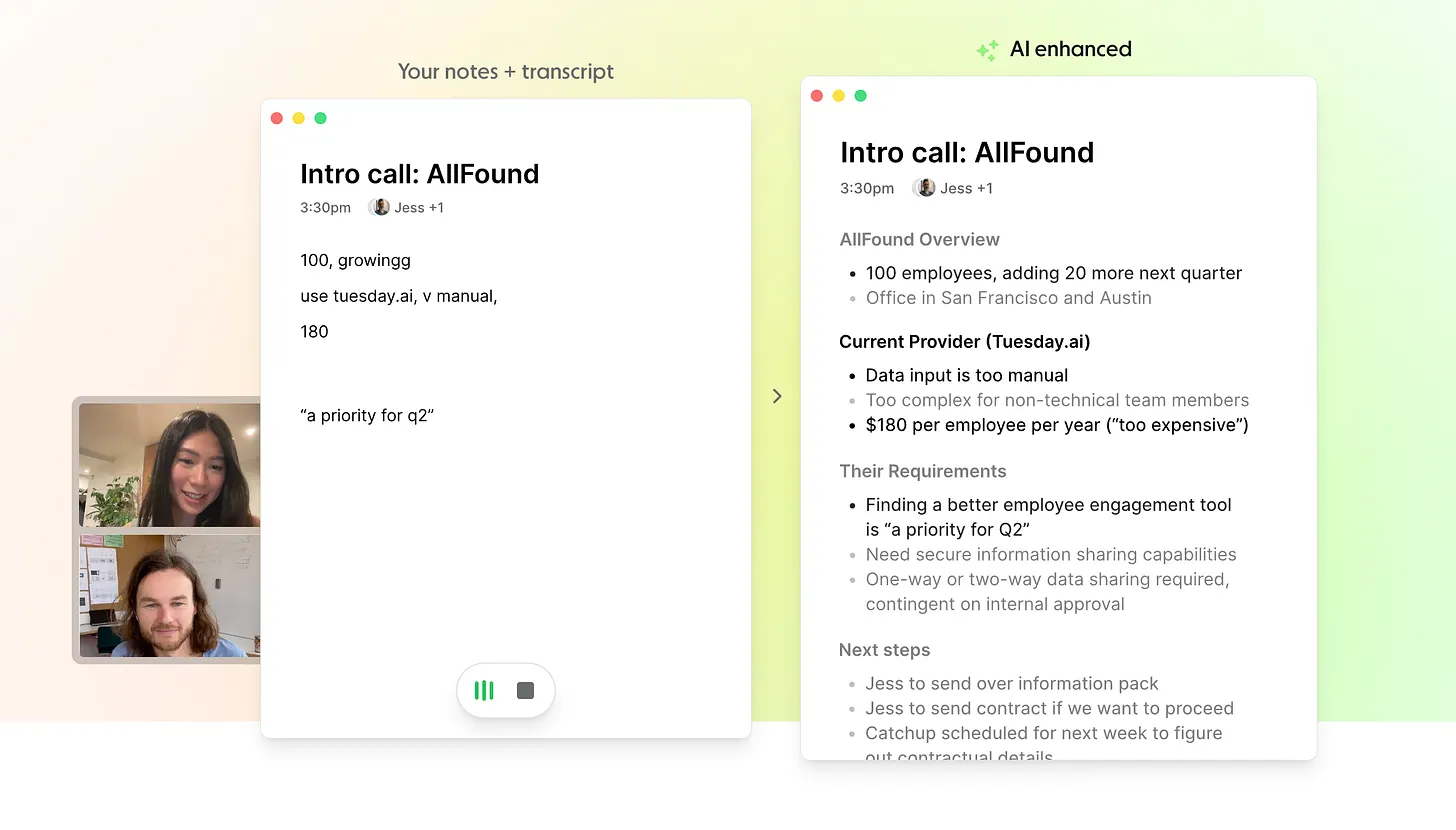 Your notes + transcript
Intro call: AllFound
3:30pm Jess +1
100, growingg
use tuesday.ai, v manual,
180
“a priority for q2”
AI enhanced
Intro call: AllFound
3:30pm Jess +1
AllFound Overview
100 employees, adding 20 more next quarter
Office in San Francisco and Austin
Current Provider (Tuesday.ai)
Data input is too manual
Too complex for non-technical team members
$180 per employee per year (“too expensive”)
Their Requirements
Finding a better employee engagement tool
is “a priority for Q2”
Need secure information sharing capabilities
One-way or two-way data sharing required,
contingent on internal approval
Next steps
Jess to send over information pack
Jess to send contract if we want to proceed
Catchup scheduled for next week to figure
out contractual details